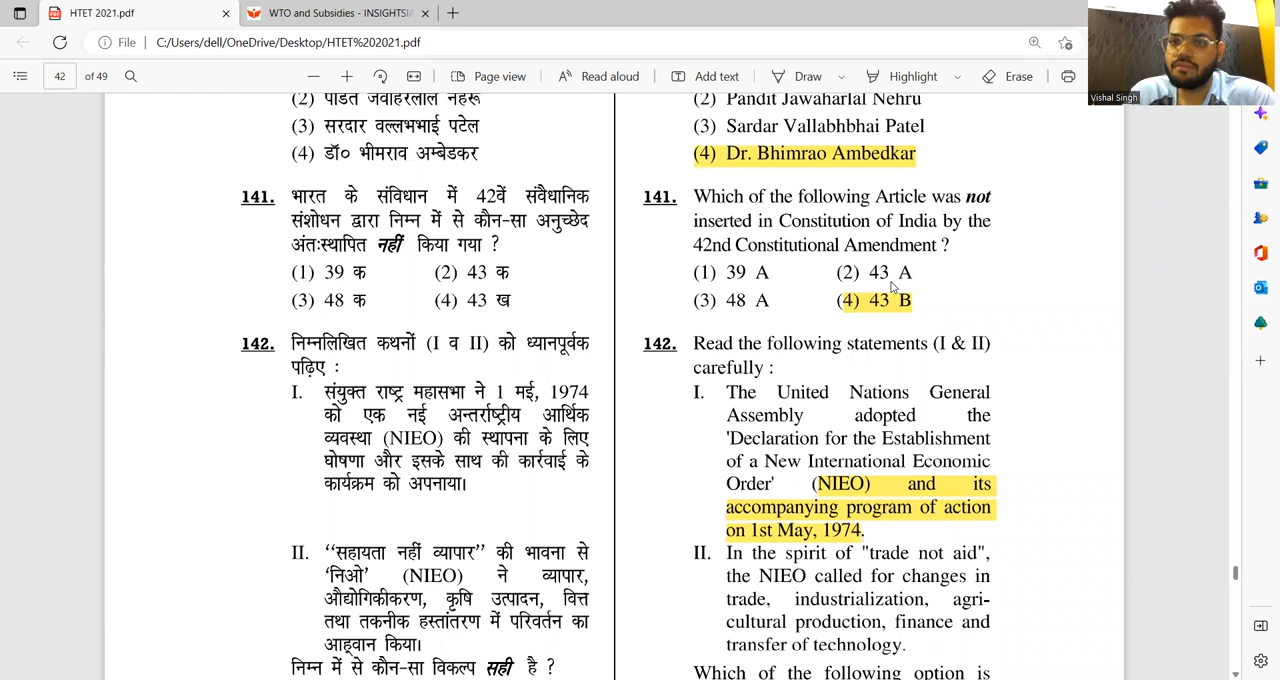 HTET 2021.pdf
WTO and Subsidies - INSIGHTSIA
File C:/Users/dell/OneDrive/Desktop/HTET%202021.pdf
42 of 49 Page view Read aloud Add text Draw Highlight Erase
Vishal Singh
(2) पंडित जवाहरलाल नेहरू
(3) सरदार वल्लभभाई पटेल
(4) डॉ० भीमराव अम्बेडकर
141. भारत के संविधान में 42वें संवैधानिक
संशोधन द्वारा निम्न में से कौन-सा अनुच्छेद
अंतःस्थापित नहीं किया गया ?
(1) 39 क (2) 43 क
(3) 48 क (4) 43 ख
142. निम्नलिखित कथनों (I व II) को ध्यानपूर्वक
पढ़िए :
I. संयुक्त राष्ट्र महासभा ने 1 मई, 1974
को एक नई अन्तर्राष्ट्रीय आर्थिक
व्यवस्था (NIEO) की स्थापना के लिए
घोषणा और इसके साथ की कार्रवाई के
कार्यक्रम को अपनाया।
II. “सहायता नहीं व्यापार” की भावना से
‘निओ’ (NIEO) ने व्यापार,
औद्योगिकीकरण, कृषि उत्पादन, वित्त
तथा तकनीक हस्तांतरण में परिवर्तन का
आह्वान किया।
निम्न में से कौन-सा विकल्प सही है ?
(2) Pandit Jawaharlal Nehru
(3) Sardar Vallabhbhai Patel
(4) Dr. Bhimrao Ambedkar
141. Which of the following Article was not
inserted in Constitution of India by the
42nd Constitutional Amendment ?
(1) 39 A (2) 43 A
(3) 48 A (4) 43 B
142. Read the following statements (I & II)
carefully :
I. The United Nations General
Assembly adopted the
'Declaration for the Establishment
of a New International Economic
Order' (NIEO) and its
accompanying program of action
on 1st May, 1974.
II. In the spirit of "trade not aid",
the NIEO called for changes in
trade, industrialization, agri-
cultural production, finance and
transfer of technology.
Which of the following option is